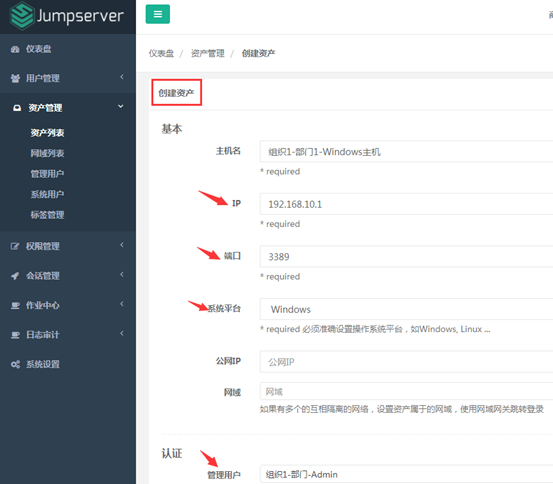 Jumpserver
仪表盘
用户管理
资产管理
资产列表
网域列表
管理用户
系统用户
标签管理
权限管理
会话管理
作业中心
日志审计
系统设置
仪表盘 / 资产管理 / 创建资产
创建资产
基本
主机名 组织1-部门1-Windows主机
* required
IP 192.168.10.1
* required
端口 3389
* required
系统平台 Windows
* required 必须准确设置操作系统平台，如Windows, Linux ...
公网IP 公网IP
网域 网域
如果有多个的互相隔离的网络，设置资产属于的网域，使用网域网关跳转登录
认证
管理用户 组织1-部门-Admin